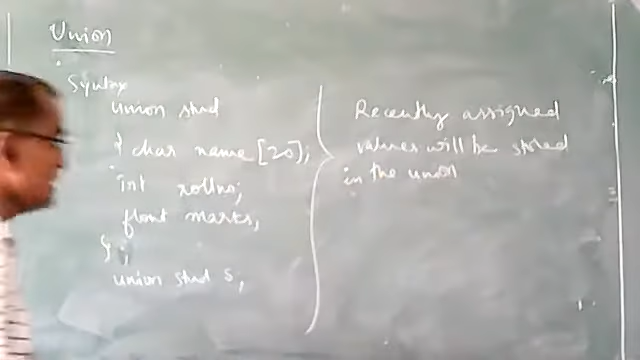 Union
Syntax
union stud
{ char name [20];
int rollno;
float marks;
};
union stud s;
Recently assigned
values will be stored
in the union